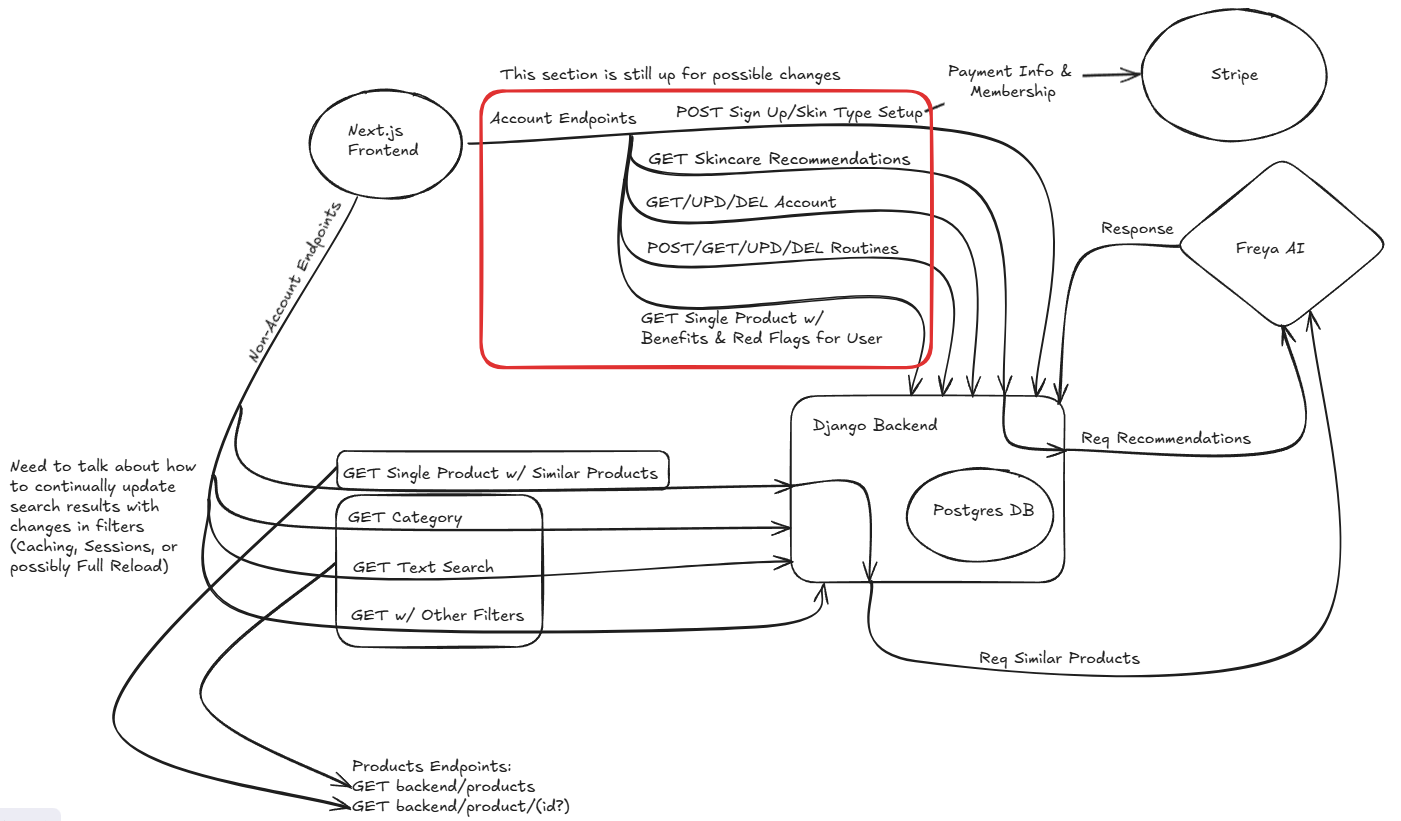 This section is still up for possible changes
Payment Info &
Membership
Stripe
Next.js
Frontend
Account Endpoints
POST Sign Up/Skin Type Setup
GET Skincare Recommendations
GET/UPD/DEL Account
POST/GET/UPD/DEL Routines
GET Single Product w/
Benefits & Red Flags for User
Response
Freya AI
Non-Account Endpoints
Django Backend
Req Recommendations
Postgres DB
Need to talk about how
to continually update
search results with
changes in filters
(Caching, Sessions, or
possibly Full Reload)
GET Single Product w/ Similar Products
GET Category
GET Text Search
GET w/ Other Filters
Req Similar Products
Products Endpoints:
GET backend/products
GET backend/product/(id?)